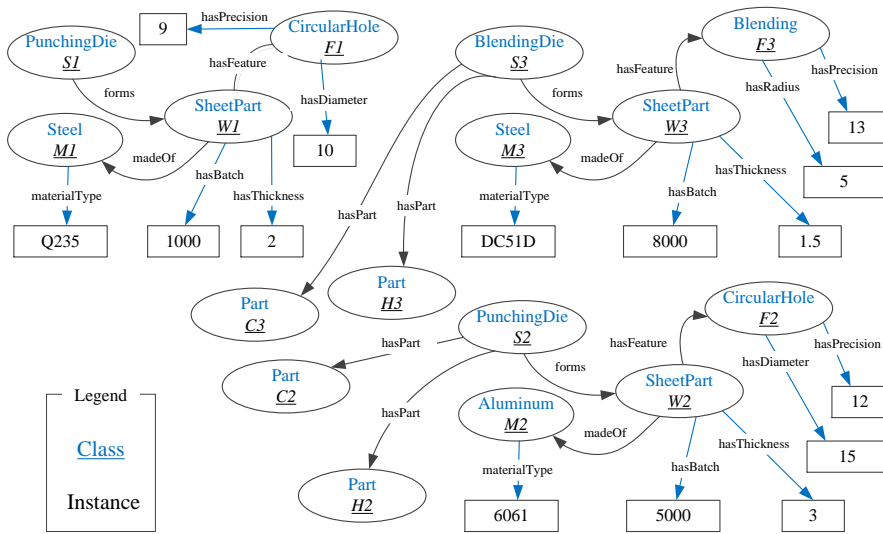 9
hasPrecision
CircularHole
F1
PunchingDie
S1
hasFeature
hasDiameter
forms
SheetPart
W1
10
Steel
M1
madeOf
hasBatch
materialType
hasThickness
Q235
1000
2
BlendingDie
S3
Blending
F3
hasFeature
hasPrecision
hasRadius
forms
SheetPart
W3
13
Steel
M3
madeOf
5
hasBatch
hasThickness
materialType
DC51D
8000
1.5
hasPart
hasPart
Part
C3
Part
H3
PunchingDie
S2
CircularHole
F2
hasPart
hasFeature
hasPrecision
hasDiameter
forms
Part
C2
SheetPart
W2
12
hasPart
Aluminum
M2
madeOf
hasThickness
15
hasBatch
materialType
Part
H2
6061
5000
3
Legend
Class
Instance